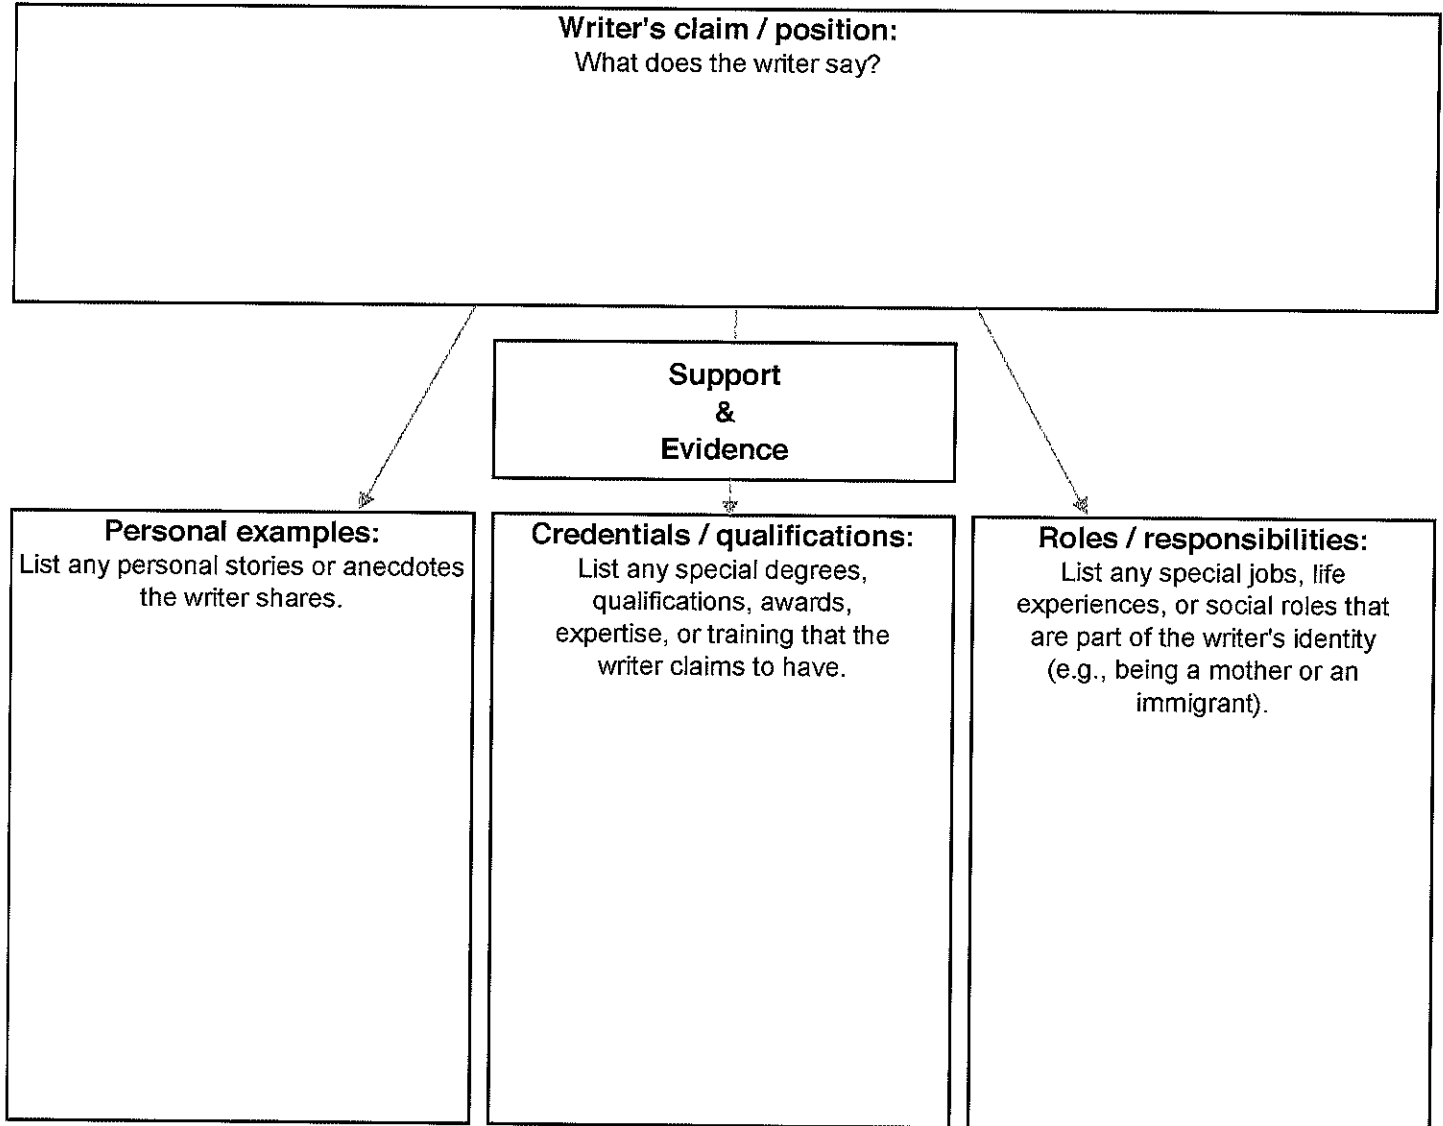 Writer's claim / position:
What does the writer say?
Support
&
Evidence
Personal examples:
List any personal stories or anecdotes
the writer shares.
Credentials / qualifications:
List any special degrees,
qualifications, awards,
expertise, or training that the
writer claims to have.
Roles / responsibilities:
List any special jobs, life
experiences, or social roles that
are part of the writer's identity
(e.g., being a mother or an
immigrant).